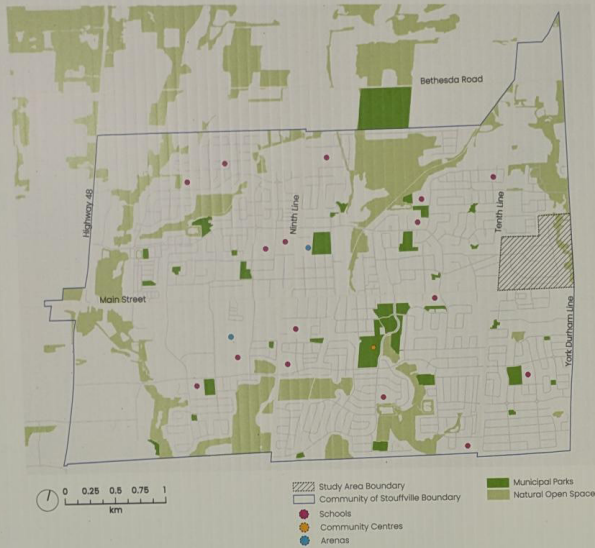 Bethesda Road
Highway 48
Ninth Line
Tenth Line
Main Street
York Durham Line
0 0.25 0.5 0.75 1
km
Study Area Boundary
Community of Stouffville Boundary
Schools
Community Centres
Arenas
Municipal Parks
Natural Open Space